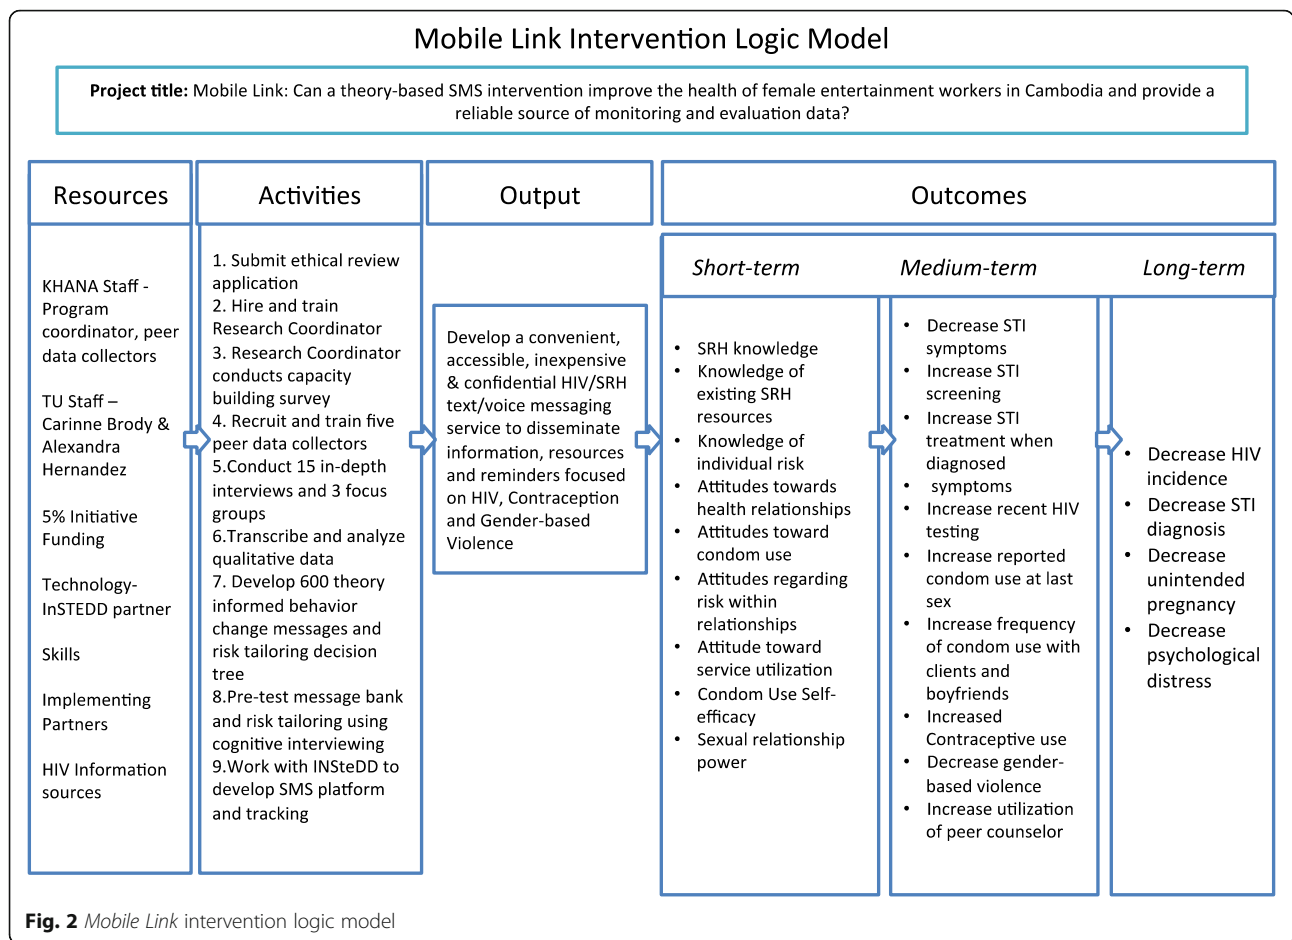 Mobile Link Intervention Logic Model
Project title: Mobile Link: Can a theory-based SMS intervention improve the health of female entertainment workers in Cambodia and provide a
reliable source of monitoring and evaluation data?
Resources
KHANA Staff -
Program
coordinator, peer
data collectors
TU Staff –
Carinne Brody &
Alexandra
Hernandez
5% Initiative
Funding
Technology-
InSTEDD partner
Skills
Implementing
Partners
HIV Information
sources
Activities
1. Submit ethical review
application
2. Hire and train
Research Coordinator
3. Research Coordinator
conducts capacity
building survey
4. Recruit and train five
peer data collectors
5.Conduct 15 in-depth
interviews and 3 focus
groups
6.Transcribe and analyze
qualitative data
7. Develop 600 theory
informed behavior
change messages and
risk tailoring decision
tree
8.Pre-test message bank
and risk tailoring using
cognitive interviewing
9.Work with INSteDD to
develop SMS platform
and tracking
Output
Develop a convenient,
accessible, inexpensive
& confidential HIV/SRH
text/voice messaging
service to disseminate
information, resources
and reminders focused
on HIV, Contraception
and Gender-based
Violence
Outcomes
Short-term
• SRH knowledge
• Knowledge of
existing SRH
resources
• Knowledge of
individual risk
• Attitudes towards
health relationships
• Attitudes toward
condom use
• Attitudes regarding
risk within
relationships
• Attitude toward
service utilization
• Condom Use Self-
efficacy
• Sexual relationship
power
Medium-term
• Decrease STI
symptoms
• Increase STI
screening
• Increase STI
treatment when
diagnosed
• symptoms
• Increase recent HIV
testing
• Increase reported
condom use at last
sex
• Increase frequency
of condom use with
clients and
boyfriends
• Increased
Contraceptive use
• Decrease gender-
based violence
• Increase utilization
of peer counselor
Long-term
• Decrease HIV
incidence
• Decrease STI
diagnosis
• Decrease
unintended
pregnancy
• Decrease
psychological
distress
Fig. 2 Mobile Link intervention logic model